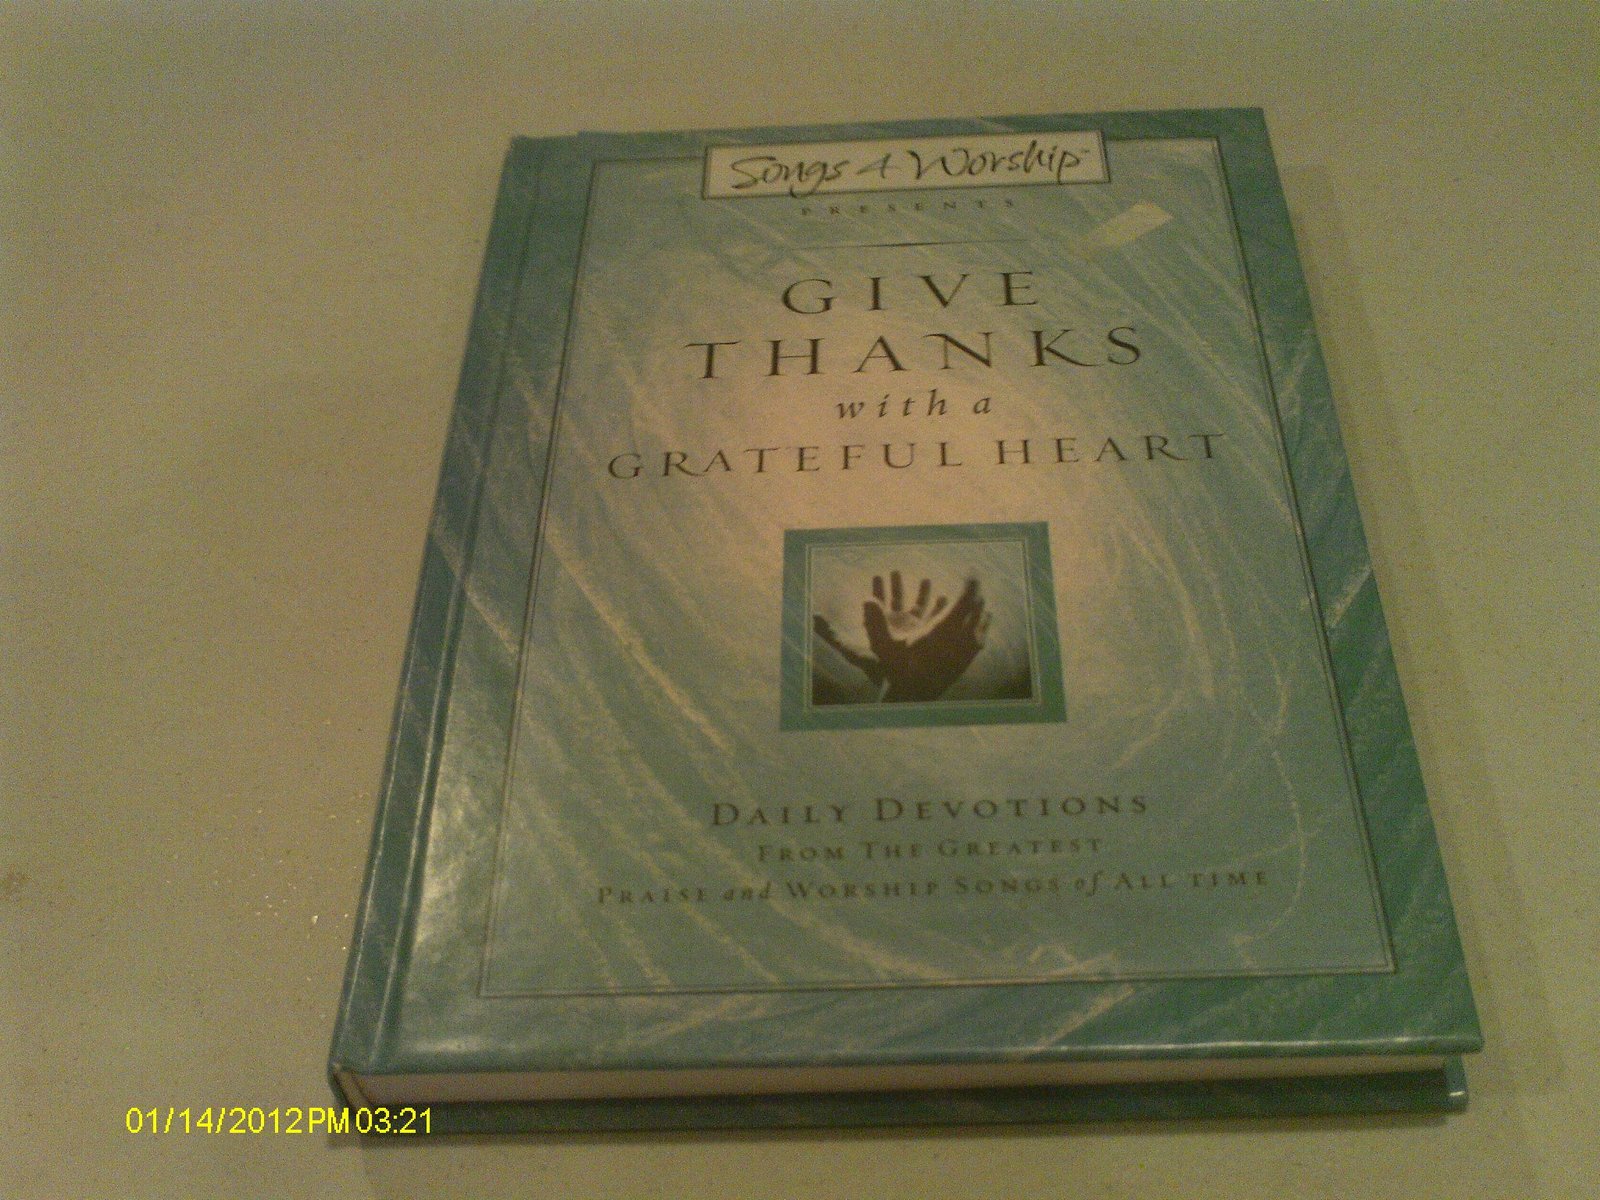 Songs 4 Worship™
PRESENTS
GIVE
THANKS
with a
GRATEFUL HEART
DAILY DEVOTIONS
FROM THE GREATEST
PRAISE and WORSHIP SONGS of ALL TIME
01/14/2012 PM 03:21